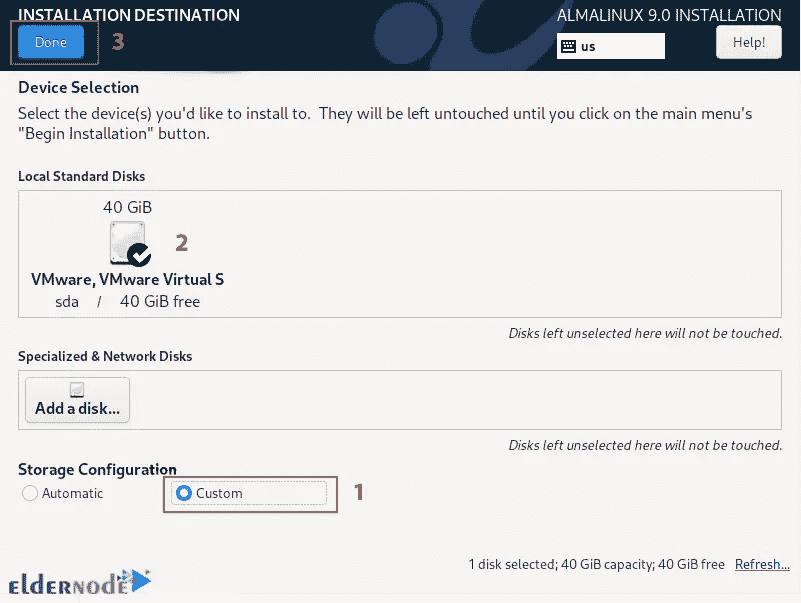 INSTALLATION DESTINATION
ALMALINUX 9.0 INSTALLATION
Done
3
us
Help!
Device Selection
Select the device(s) you'd like to install to. They will be left untouched until you click on the main menu's
"Begin Installation" button.
Local Standard Disks
40 GiB
2
VMware, VMware Virtual S
sda / 40 GiB free
Disks left unselected here will not be touched.
Specialized & Network Disks
Add a disk...
Disks left unselected here will not be touched.
Storage Configuration
Automatic
Custom
1
1 disk selected; 40 GiB capacity; 40 GiB free Refresh...
elderNode